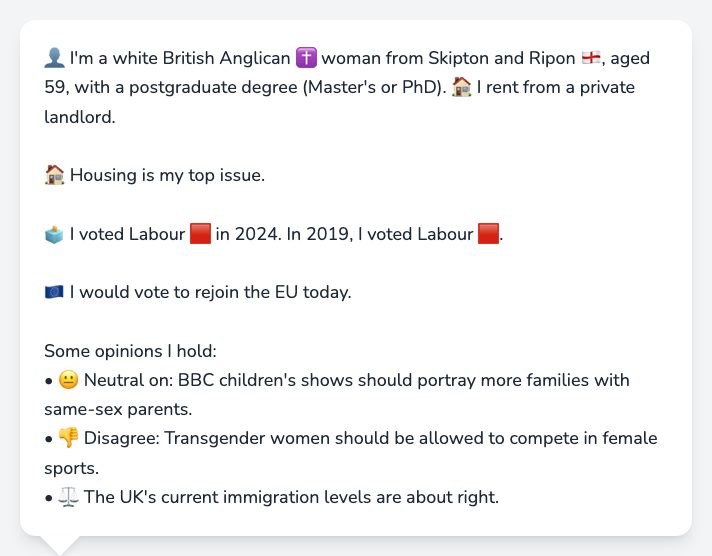 👤 I'm a white British Anglican ✝️ woman from Skipton and Ripon 🏴󠁧󠁢󠁥󠁮󠁧󠁿, aged
59, with a postgraduate degree (Master's or PhD). 🏠 I rent from a private
landlord.
🏠 Housing is my top issue.
🗳️ I voted Labour 🟥 in 2024. In 2019, I voted Labour 🟥.
🇪🇺 I would vote to rejoin the EU today.
Some opinions I hold:
• 😐 Neutral on: BBC children's shows should portray more families with
same-sex parents.
• 👎 Disagree: Transgender women should be allowed to compete in female
sports.
• ⚖️ The UK's current immigration levels are about right.